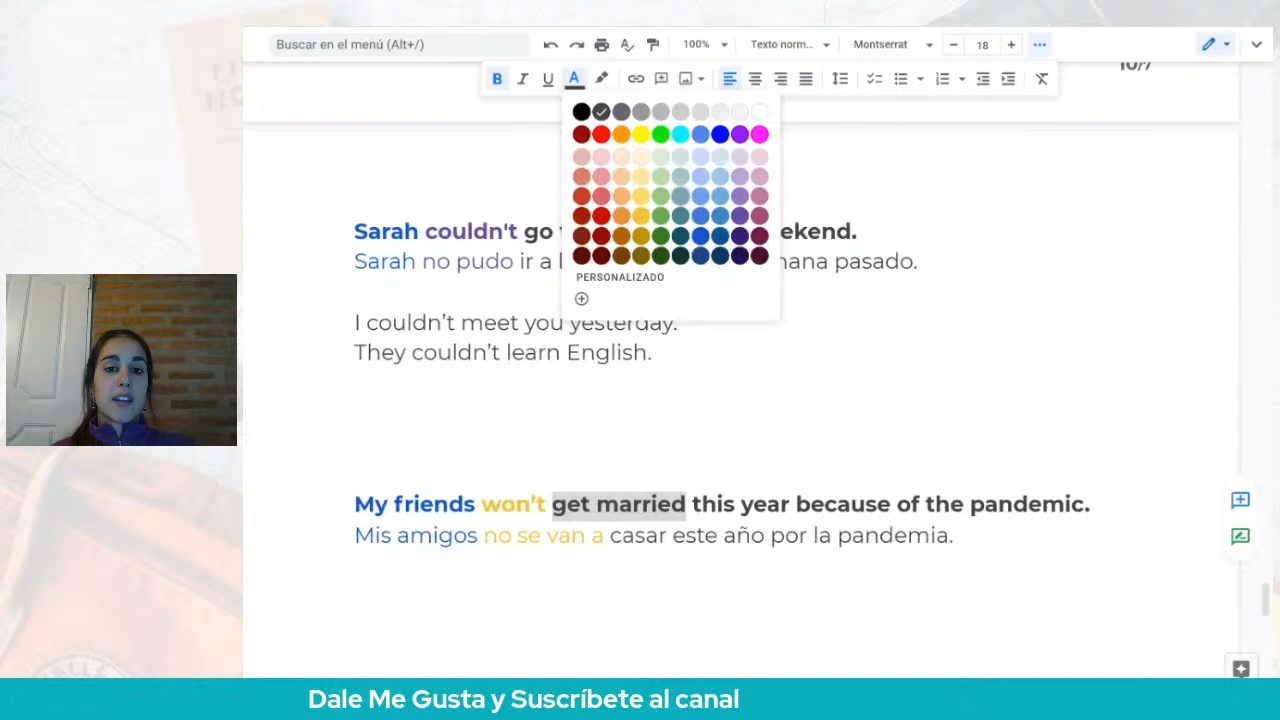 Buscar en el menú (Alt+/)
100%
Texto norm...
Montserrat
18
B I U A
10/7
Sarah couldn't go
ekend.
Sarah no pudo ir a
nana pasado.
PERSONALIZADO
I couldn't meet you yesterday.
They couldn't learn English.
My friends won't get married this year because of the pandemic.
Mis amigos no se van a casar este año por la pandemia.
Dale Me Gusta y Suscríbete al canal